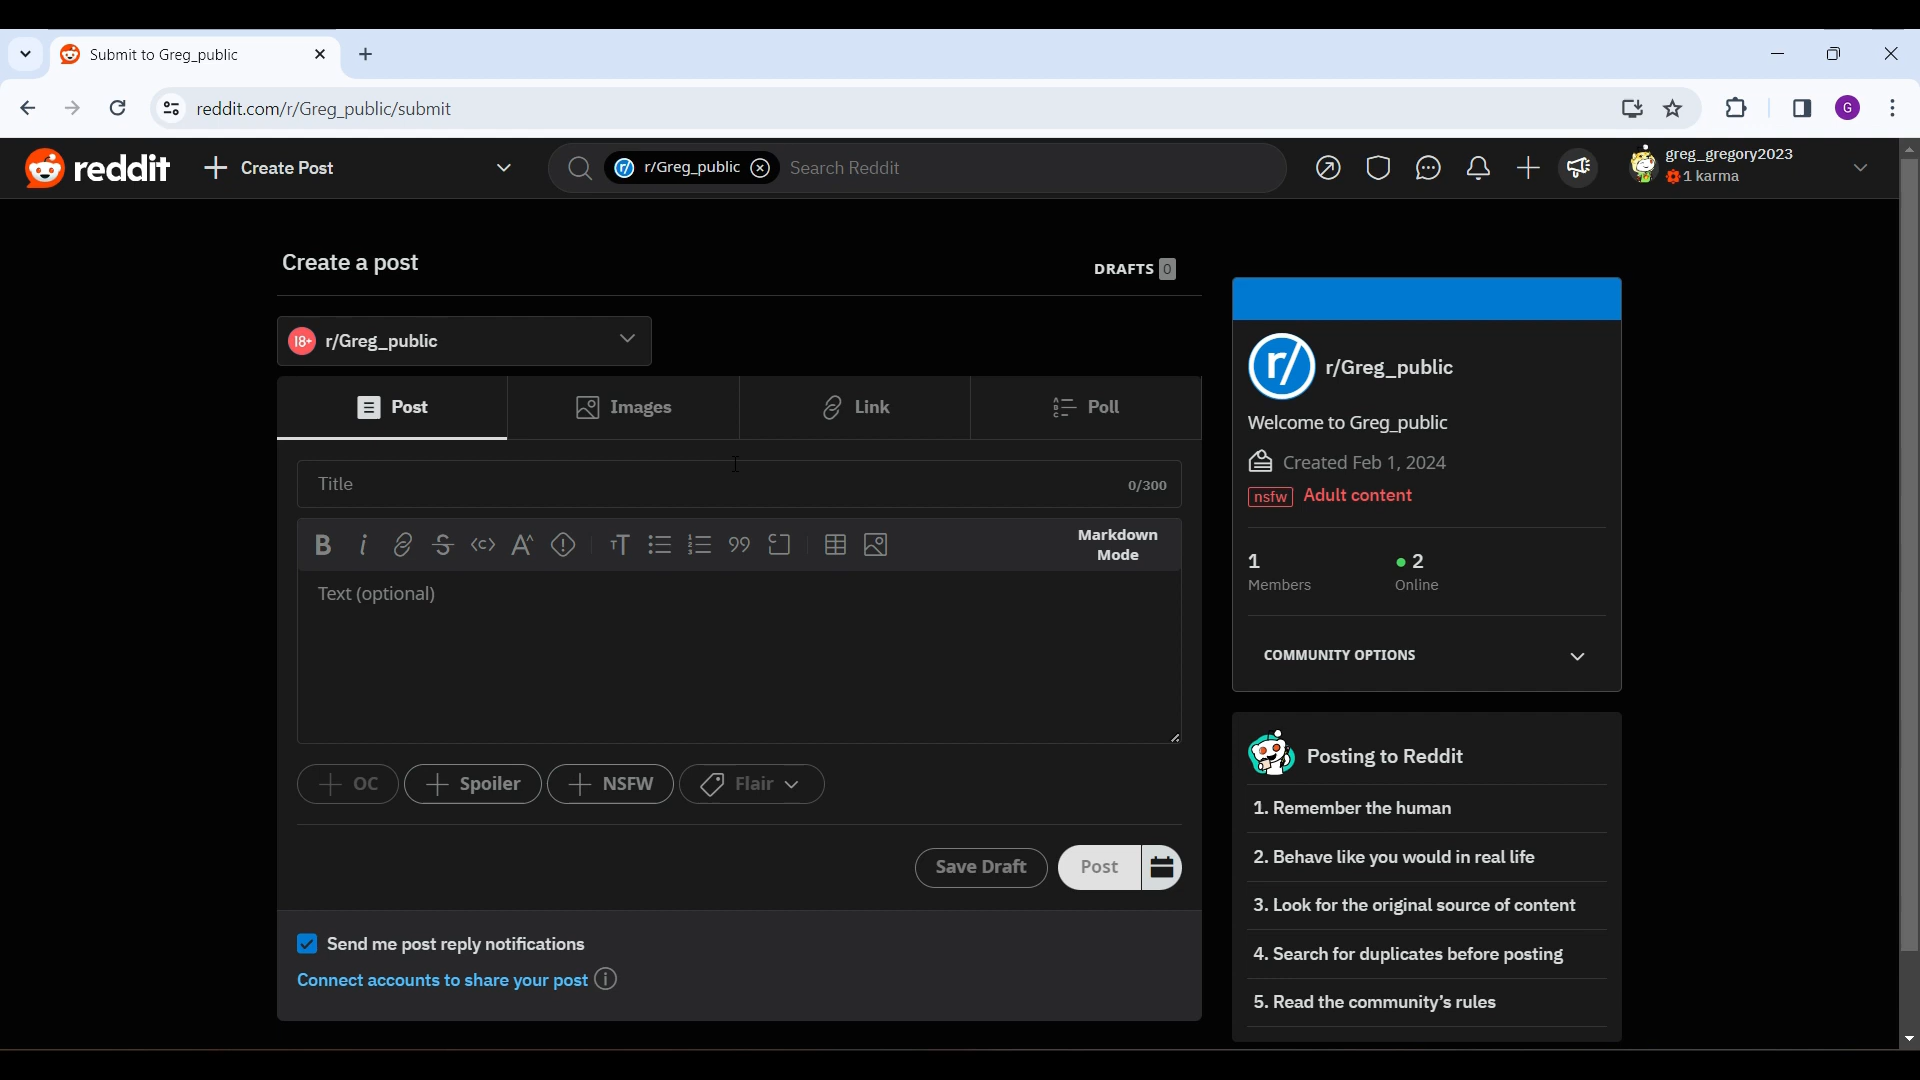 Submit to Greg_public
reddit.com/r/Greg_public/submit
G
reddit
Create Post
r/Greg_public
Search Reddit
greg_gregory2023
1 karma
Create a post
DRAFTS 0
18+ r/Greg_public
Post
Images
Link
Poll
Title
0/300
Markdown
Mode
Text (optional)
OC
Spoiler
NSFW
Flair
Save Draft
Post
Send me post reply notifications
Connect accounts to share your post
r/
r/Greg_public
Welcome to Greg_public
Created Feb 1, 2024
nsfw Adult content
1
Members
2
Online
COMMUNITY OPTIONS
Posting to Reddit
1. Remember the human
2. Behave like you would in real life
3. Look for the original source of content
4. Search for duplicates before posting
5. Read the community's rules